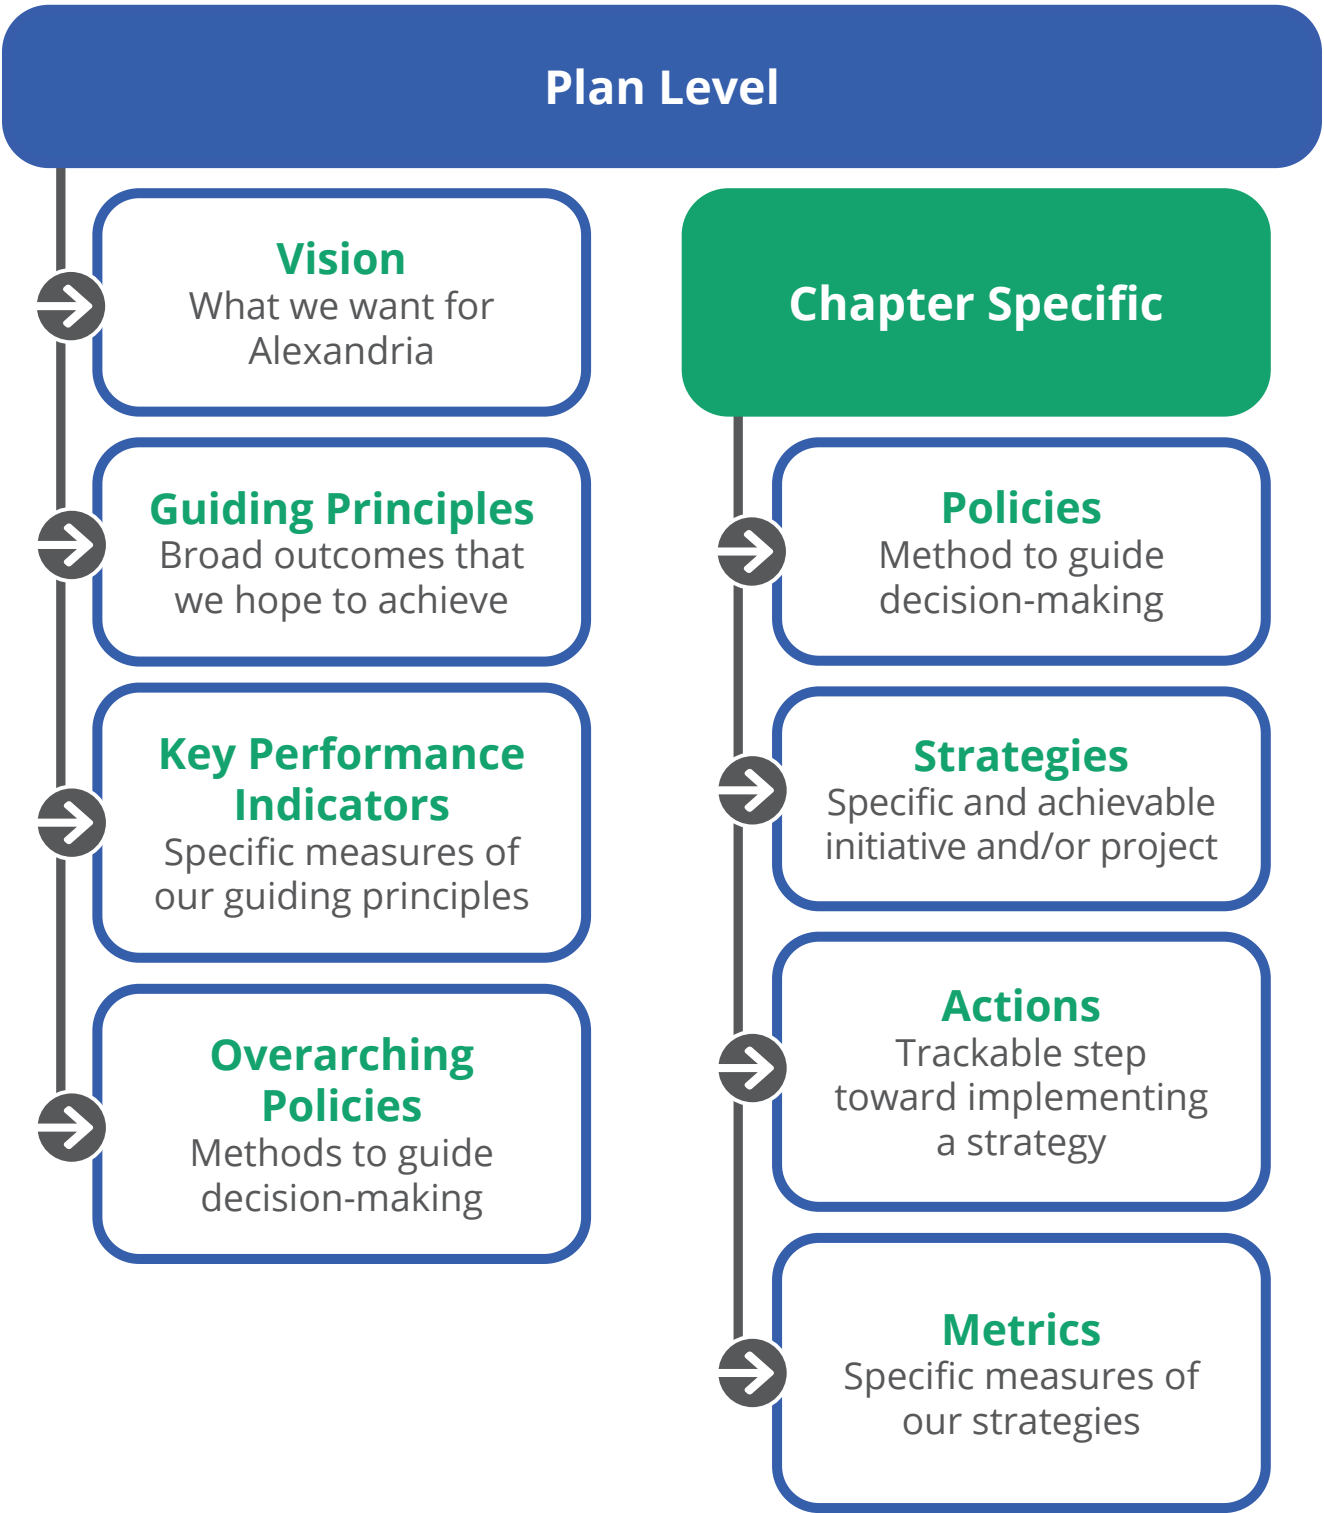 Plan Level
Vision
What we want for
Alexandria
Guiding Principles
Broad outcomes that
we hope to achieve
Key Performance
Indicators
Specific measures of
our guiding principles
Overarching
Policies
Methods to guide
decision-making
Chapter Specific
Policies
Method to guide
decision-making
Strategies
Specific and achievable
initiative and/or project
Actions
Trackable step
toward implementing
a strategy
Metrics
Specific measures of
our strategies